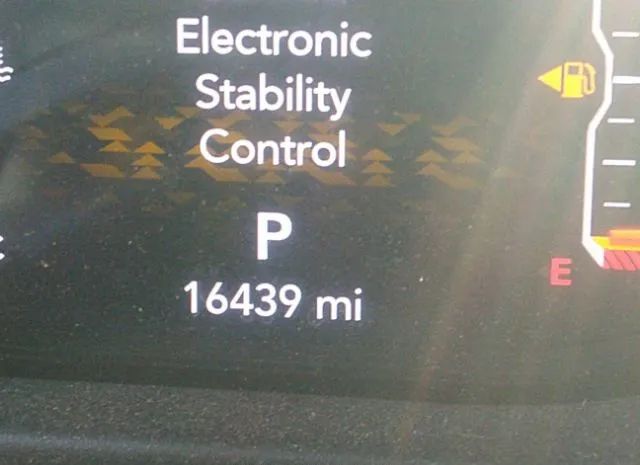 Electronic
Stability
Control
P
E
16439 mi